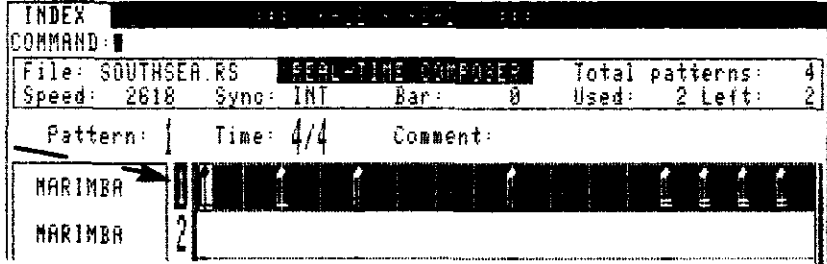 INDEX
COMMAND:
File: SOUTHSEA.RS REAL-TIME COMPOSER Total patterns: 4
Speed: 2618 Sync: INT Bar: 0 Used: 2 Left: 2
Pattern: 1 Time: 4/4 Comment:
MARIMBA 1
MARIMBA 2